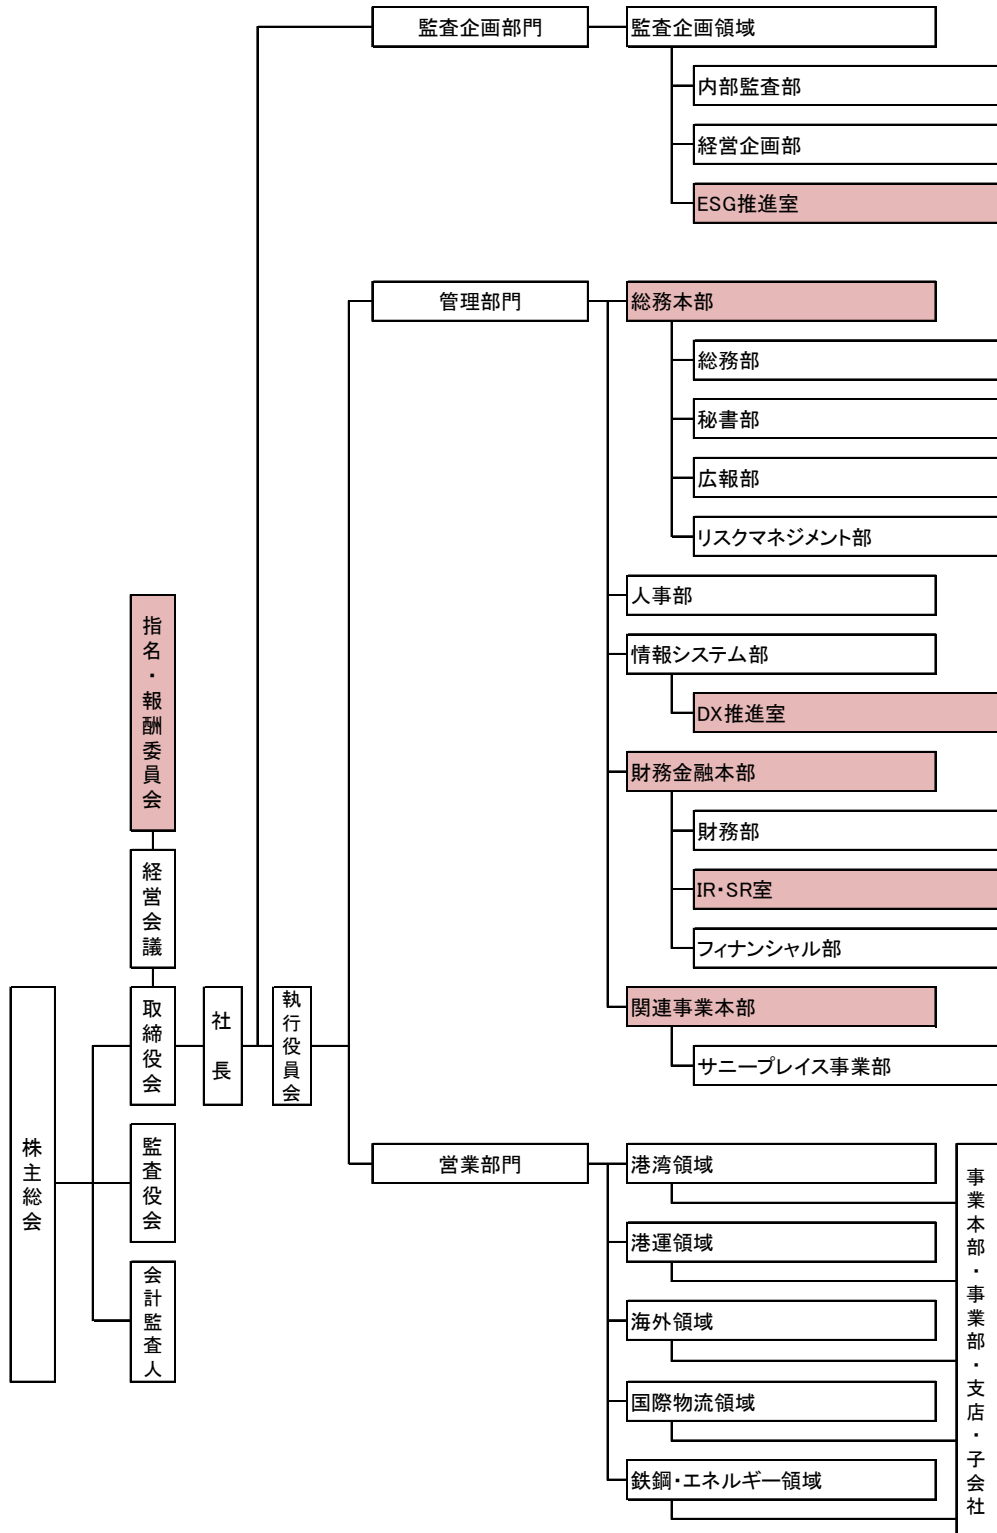 監査企画部門
監査企画領域
内部監査部
経営企画部
ESG推進室
管理部門
総務本部
総務部
秘書部
広報部
リスクマネジメント部
人事部
情報システム部
DX推進室
財務金融本部
財務部
IR・SR室
フィナンシャル部
関連事業本部
サニープレイス事業部
指名・報酬委員会
経営会議
取締役会
社長
執行役員会
株主総会
監査役会
会計監査人
営業部門
港湾領域
港運領域
海外領域
国際物流領域
鉄鋼・エネルギー領域
事業本部・事業部・支店・子会社